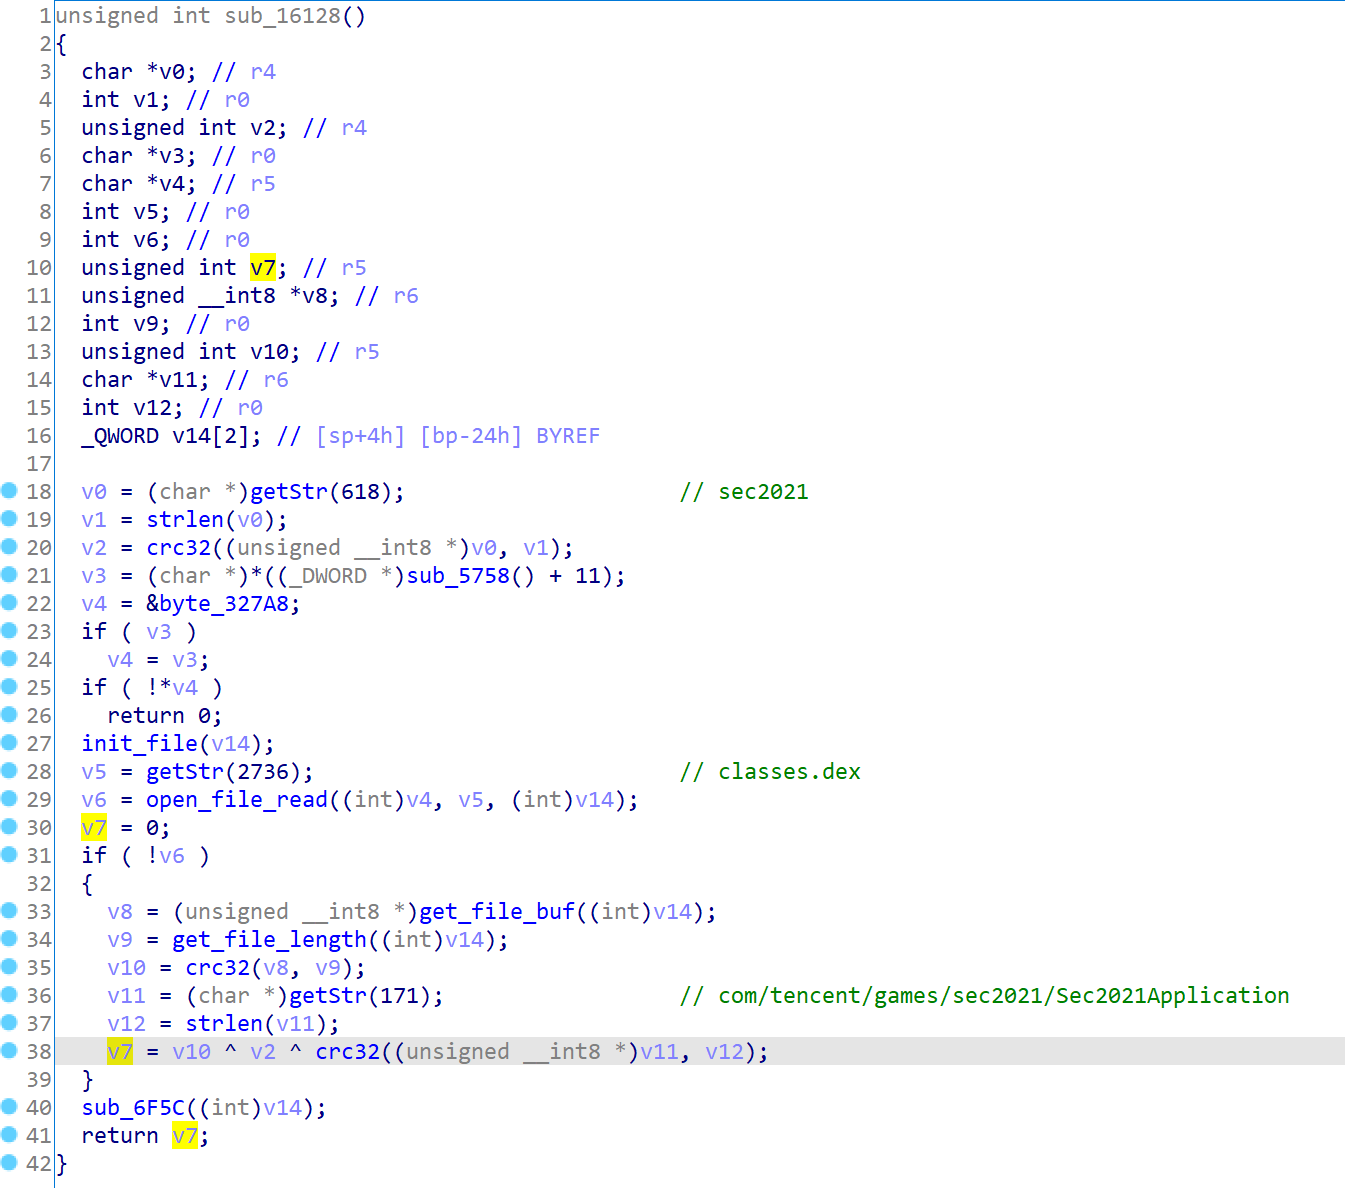 1 unsigned int sub_16128()
2 {
3 char *v0; // r4
4 int v1; // r0
5 unsigned int v2; // r4
6 char *v3; // r0
7 char *v4; // r5
8 int v5; // r0
9 int v6; // r0
10 unsigned int v7; // r5
11 unsigned __int8 *v8; // r6
12 int v9; // r0
13 unsigned int v10; // r5
14 char *v11; // r6
15 int v12; // r0
16 _QWORD v14[2]; // [sp+4h] [bp-24h] BYREF
17
18 v0 = (char *)getStr(618); // sec2021
19 v1 = strlen(v0);
20 v2 = crc32((unsigned __int8 *)v0, v1);
21 v3 = (char *)*((_DWORD *)sub_5758() + 11);
22 v4 = &byte_327A8;
23 if ( v3 )
24 v4 = v3;
25 if ( !*v4 )
26 return 0;
27 init_file(v14);
28 v5 = getStr(2736); // classes.dex
29 v6 = open_file_read((int)v4, v5, (int)v14);
30 v7 = 0;
31 if ( !v6 )
32 {
33 v8 = (unsigned __int8 *)get_file_buf((int)v14);
34 v9 = get_file_length((int)v14);
35 v10 = crc32(v8, v9);
36 v11 = (char *)getStr(171); // com/tencent/games/sec2021/Sec2021Application
37 v12 = strlen(v11);
38 v7 = v10 ^ v2 ^ crc32((unsigned __int8 *)v11, v12);
39 }
40 sub_6F5C((int)v14);
41 return v7;
42 }